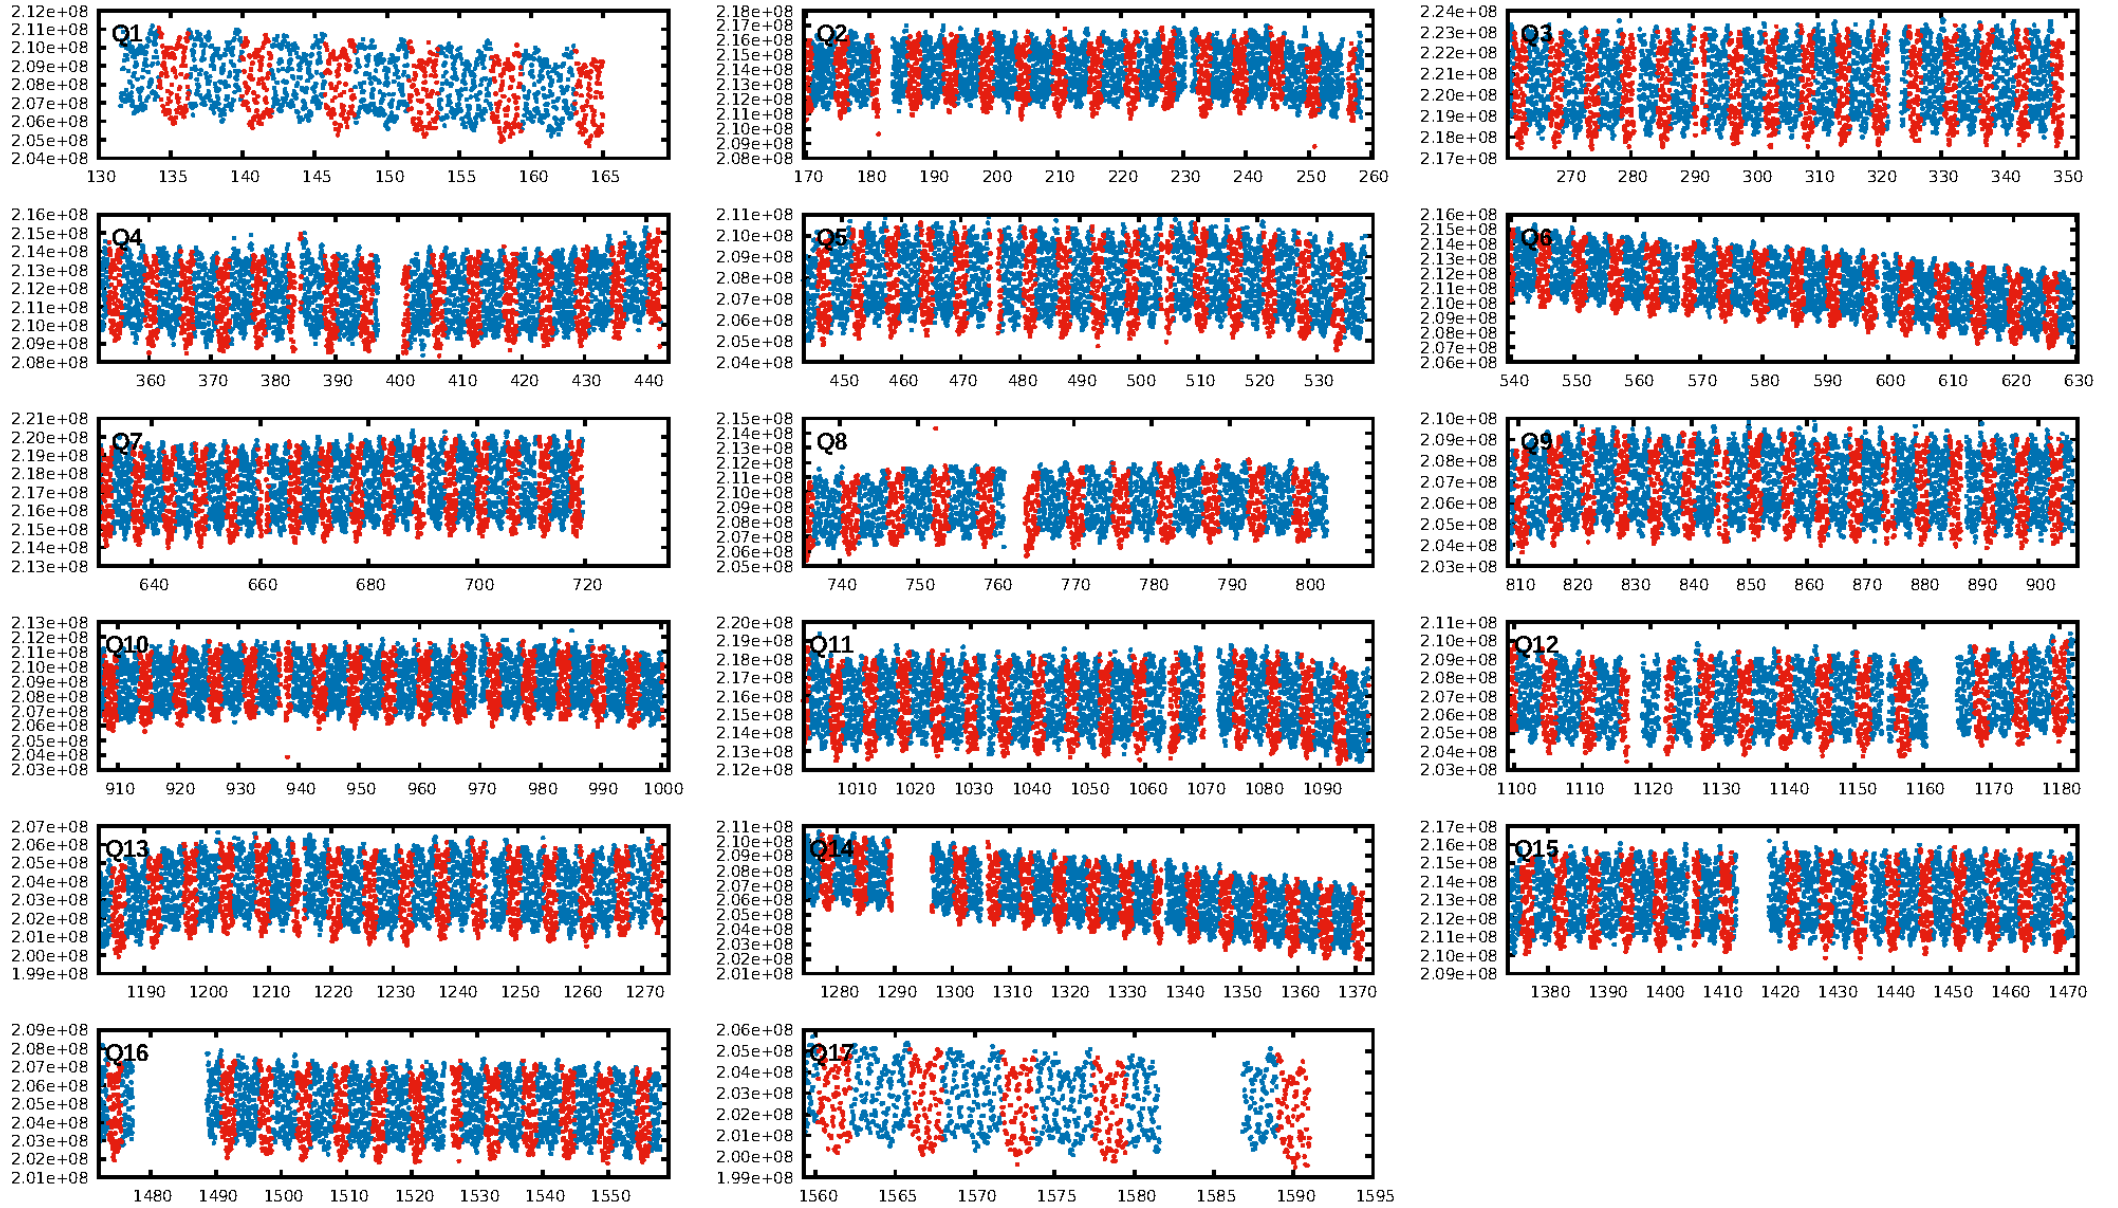 2.12e+08
2.11e+08
2.10e+08
2.09e+08
2.08e+08
2.07e+08
2.06e+08
2.05e+08
2.04e+08
Q1
130 135 140 145 150 155 160 165
2.18e+08
2.17e+08
2.16e+08
2.15e+08
2.14e+08
2.13e+08
2.12e+08
2.11e+08
2.10e+08
2.09e+08
2.08e+08
Q2
170 180 190 200 210 220 230 240 250 260
2.24e+08
2.23e+08
2.22e+08
2.21e+08
2.20e+08
2.19e+08
2.18e+08
2.17e+08
Q3
270 280 290 300 310 320 330 340 350
2.16e+08
2.15e+08
2.14e+08
2.13e+08
2.12e+08
2.11e+08
2.10e+08
2.09e+08
2.08e+08
Q4
360 370 380 390 400 410 420 430 440
2.11e+08
2.10e+08
2.09e+08
2.08e+08
2.07e+08
2.06e+08
2.05e+08
2.04e+08
Q5
450 460 470 480 490 500 510 520 530
2.16e+08
2.15e+08
2.14e+08
2.13e+08
2.12e+08
2.11e+08
2.10e+08
2.09e+08
2.08e+08
2.07e+08
2.06e+08
Q6
540 550 560 570 580 590 600 610 620 630
2.21e+08
2.20e+08
2.19e+08
2.18e+08
2.17e+08
2.16e+08
2.15e+08
2.14e+08
2.13e+08
Q7
640 660 680 700 720
2.15e+08
2.14e+08
2.13e+08
2.12e+08
2.11e+08
2.10e+08
2.09e+08
2.08e+08
2.07e+08
2.06e+08
2.05e+08
Q8
740 750 760 770 780 790 800
2.10e+08
2.09e+08
2.08e+08
2.07e+08
2.06e+08
2.05e+08
2.04e+08
2.03e+08
Q9
810 820 830 840 850 860 870 880 890 900
2.13e+08
2.12e+08
2.11e+08
2.10e+08
2.09e+08
2.08e+08
2.07e+08
2.06e+08
2.05e+08
2.04e+08
2.03e+08
Q10
910 920 930 940 950 960 970 980 990 1000
2.20e+08
2.19e+08
2.18e+08
2.17e+08
2.16e+08
2.15e+08
2.14e+08
2.13e+08
2.12e+08
Q11
1010 1020 1030 1040 1050 1060 1070 1080 1090
2.11e+08
2.10e+08
2.09e+08
2.08e+08
2.07e+08
2.06e+08
2.05e+08
2.04e+08
2.03e+08
Q12
1100 1110 1120 1130 1140 1150 1160 1170 1180
2.07e+08
2.06e+08
2.05e+08
2.04e+08
2.03e+08
2.02e+08
2.01e+08
2.00e+08
1.99e+08
Q13
1190 1200 1210 1220 1230 1240 1250 1260 1270
2.11e+08
2.10e+08
2.09e+08
2.08e+08
2.07e+08
2.06e+08
2.05e+08
2.04e+08
2.03e+08
2.02e+08
2.01e+08
Q14
1280 1290 1300 1310 1320 1330 1340 1350 1360 1370
2.17e+08
2.16e+08
2.15e+08
2.14e+08
2.13e+08
2.12e+08
2.11e+08
2.10e+08
2.09e+08
Q15
1380 1390 1400 1410 1420 1430 1440 1450 1460 1470
2.09e+08
2.08e+08
2.07e+08
2.06e+08
2.05e+08
2.04e+08
2.03e+08
2.02e+08
2.01e+08
Q16
1480 1490 1500 1510 1520 1530 1540 1550
2.06e+08
2.05e+08
2.04e+08
2.03e+08
2.02e+08
2.01e+08
2.00e+08
1.99e+08
Q17
1560 1565 1570 1575 1580 1585 1590 1595